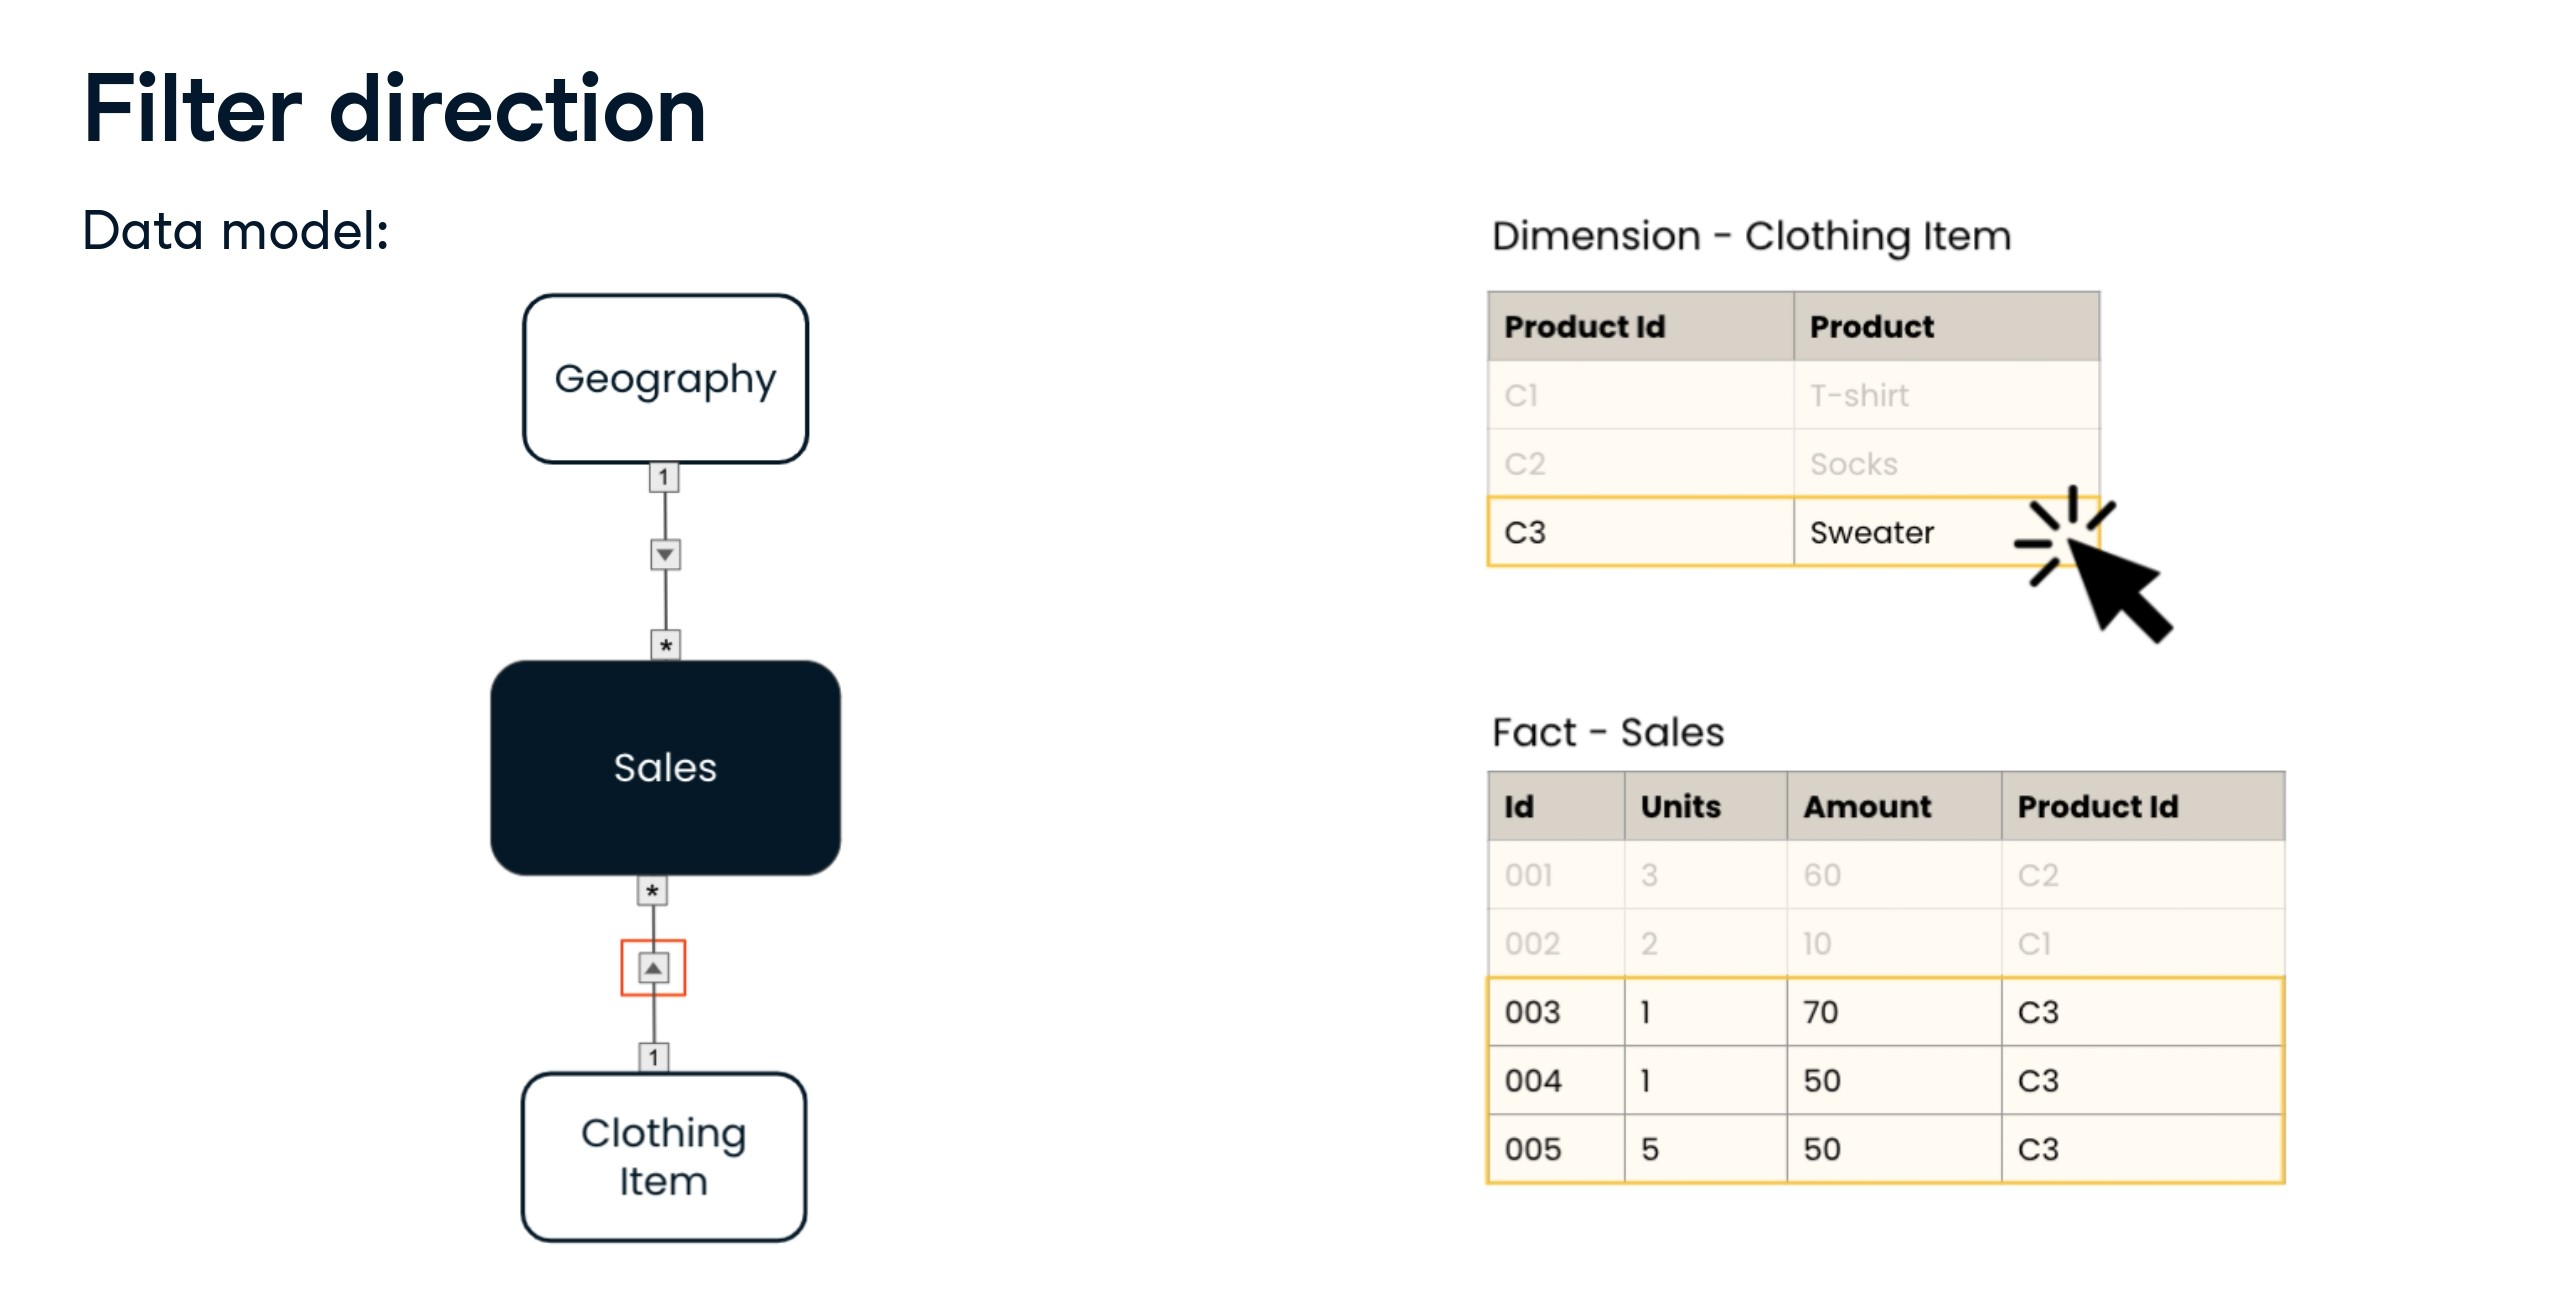 Filter direction
Data model:
Geography
1
*
Sales
*
1
Clothing
Item
Dimension - Clothing Item
Product Id Product
C1 T-shirt
C2 Socks
C3 Sweater
Fact - Sales
Id Units Amount Product Id
001 3 60 C2
002 2 10 C1
003 1 70 C3
004 1 50 C3
005 5 50 C3